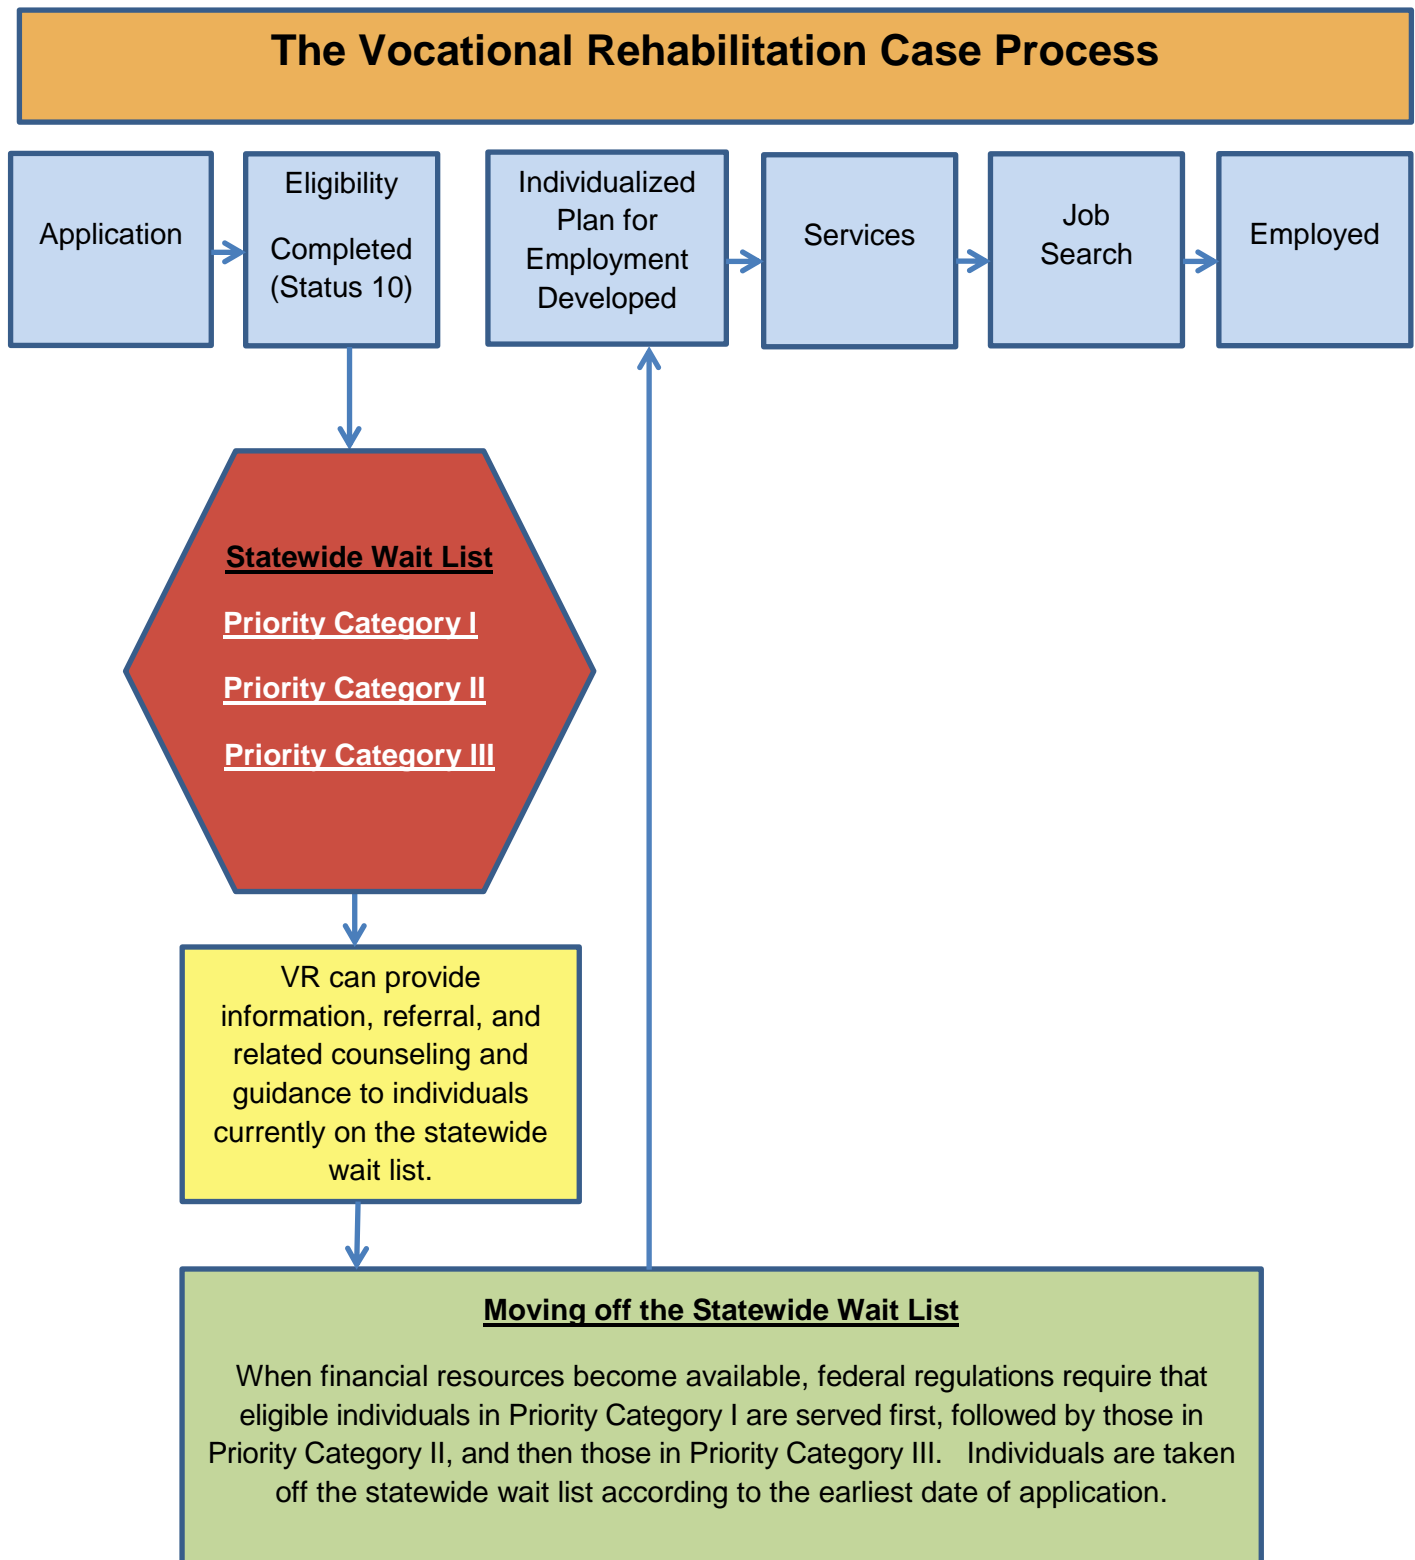 The Vocational Rehabilitation Case Process
Application
Eligibility
Completed
(Status 10)
Individualized
Plan for
Employment
Developed
Services
Job
Search
Employed
Statewide Wait List
Priority Category I
Priority Category II
Priority Category III
VR can provide
information, referral, and
related counseling and
guidance to individuals
currently on the statewide
wait list.
Moving off the Statewide Wait List
When financial resources become available, federal regulations require that
eligible individuals in Priority Category I are served first, followed by those in
Priority Category II, and then those in Priority Category III.   Individuals are taken
off the statewide wait list according to the earliest date of application.